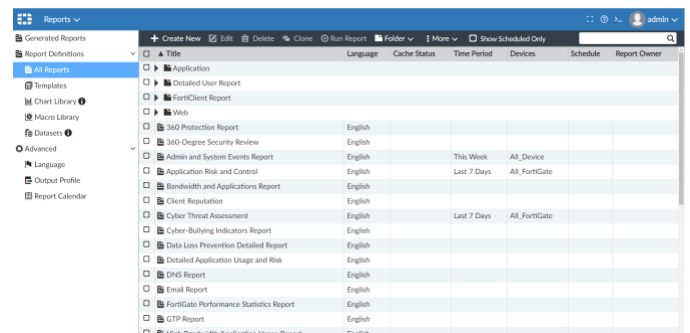 Reports
admin
Generated Reports
Report Definitions
All Reports
Templates
Chart Library
Macro Library
Datasets
Advanced
Language
Output Profile
Report Calendar
Create New Edit Delete Clone Run Report Folder More Show Scheduled Only
Title Language Cache Status Time Period Devices Schedule Report Owner
Application
Detailed User Report
FortiClient Report
Web
360 Protection Report English
360-Degree Security Review English
Admin and System Events Report English This Week All_Device
Application Risk and Control English Last 7 Days All_FortiGate
Bandwidth and Applications Report English
Client Reputation English
Cyber Threat Assessment English Last 7 Days All_FortiGate
Cyber-Bullying Indicators Report English
Data Loss Prevention Detailed Report English
Detailed Application Usage and Risk English
DNS Report English
Email Report English
FortiGate Performance Statistics Report English
GTP Report English